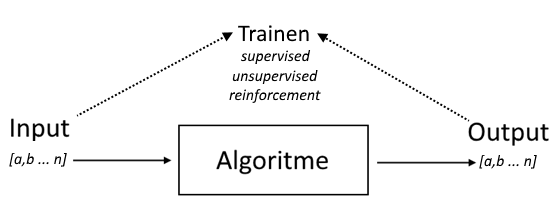 Trainen
supervised
unsupervised
reinforcement
Input
[a,b ... n]
Algoritme
Output
[a,b ... n]